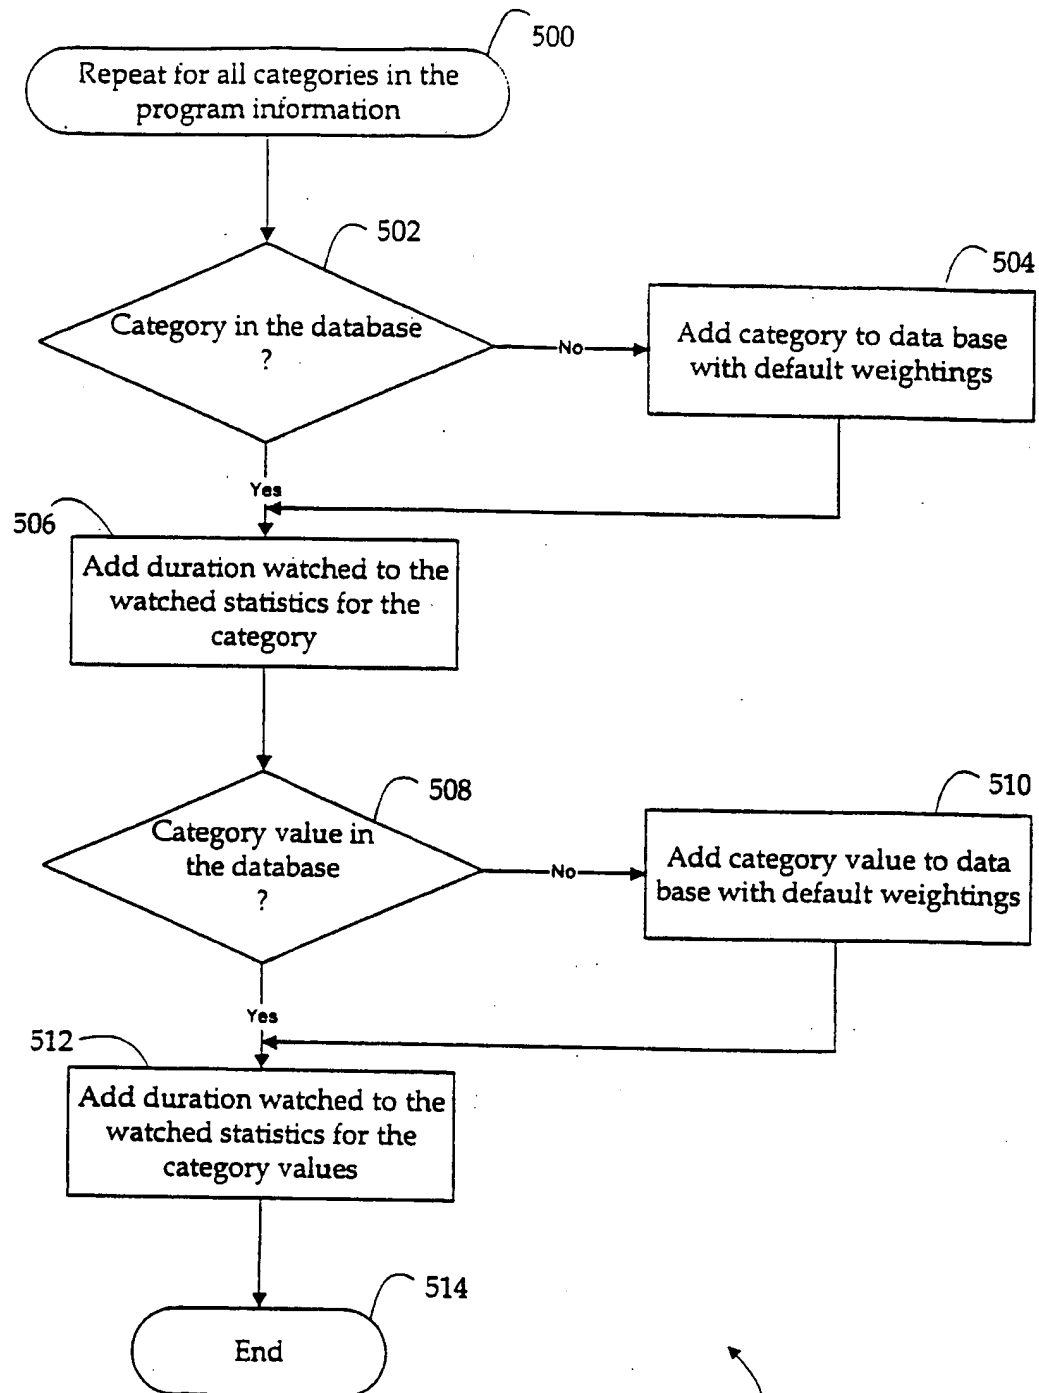 500
Repeat for all categories in the
program information
502
Category in the database
?
No
504
Add category to data base
with default weightings
Yes
506
Add duration watched to the
watched statistics for the
category
508
Category value in
the database
?
No
510
Add category value to data
base with default weightings
Yes
512
Add duration watched to the
watched statistics for the
category values
514
End